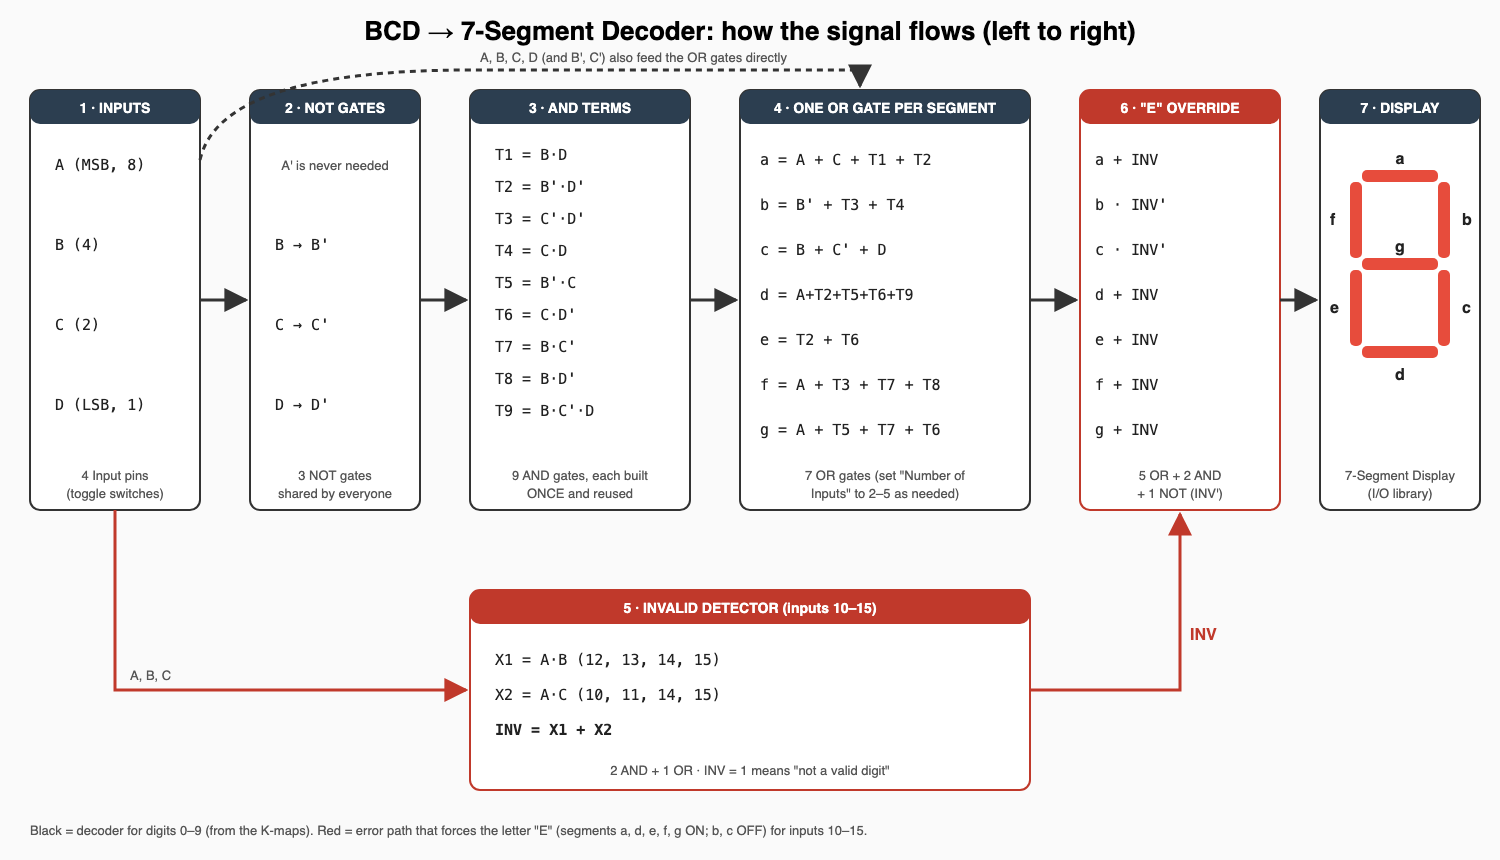 BCD → 7-Segment Decoder: how the signal flows (left to right)
A, B, C, D (and B', C') also feed the OR gates directly
1 · INPUTS
A (MSB, 8)
B (4)
C (2)
D (LSB, 1)
4 Input pins
(toggle switches)
2 · NOT GATES
A' is never needed
B → B'
C → C'
D → D'
3 NOT gates
shared by everyone
3 · AND TERMS
T1 = B·D
T2 = B'·D'
T3 = C'·D'
T4 = C·D
T5 = B'·C
T6 = C·D'
T7 = B·C'
T8 = B·D'
T9 = B·C'·D
9 AND gates, each built
ONCE and reused
4 · ONE OR GATE PER SEGMENT
a = A + C + T1 + T2
b = B' + T3 + T4
c = B + C' + D
d = A+T2+T5+T6+T9
e = T2 + T6
f = A + T3 + T7 + T8
g = A + T5 + T7 + T6
7 OR gates (set "Number of
Inputs" to 2–5 as needed)
6 · "E" OVERRIDE
a + INV
b · INV'
c · INV'
d + INV
e + INV
f + INV
g + INV
5 OR + 2 AND
+ 1 NOT (INV')
7 · DISPLAY
a
f
b
g
e
c
d
7-Segment Display
(I/O library)
5 · INVALID DETECTOR (inputs 10–15)
X1 = A·B (12, 13, 14, 15)
X2 = A·C (10, 11, 14, 15)
INV = X1 + X2
2 AND + 1 OR · INV = 1 means "not a valid digit"
A, B, C
INV
Black = decoder for digits 0–9 (from the K-maps). Red = error path that forces the letter "E" (segments a, d, e, f, g ON; b, c OFF) for inputs 10–15.